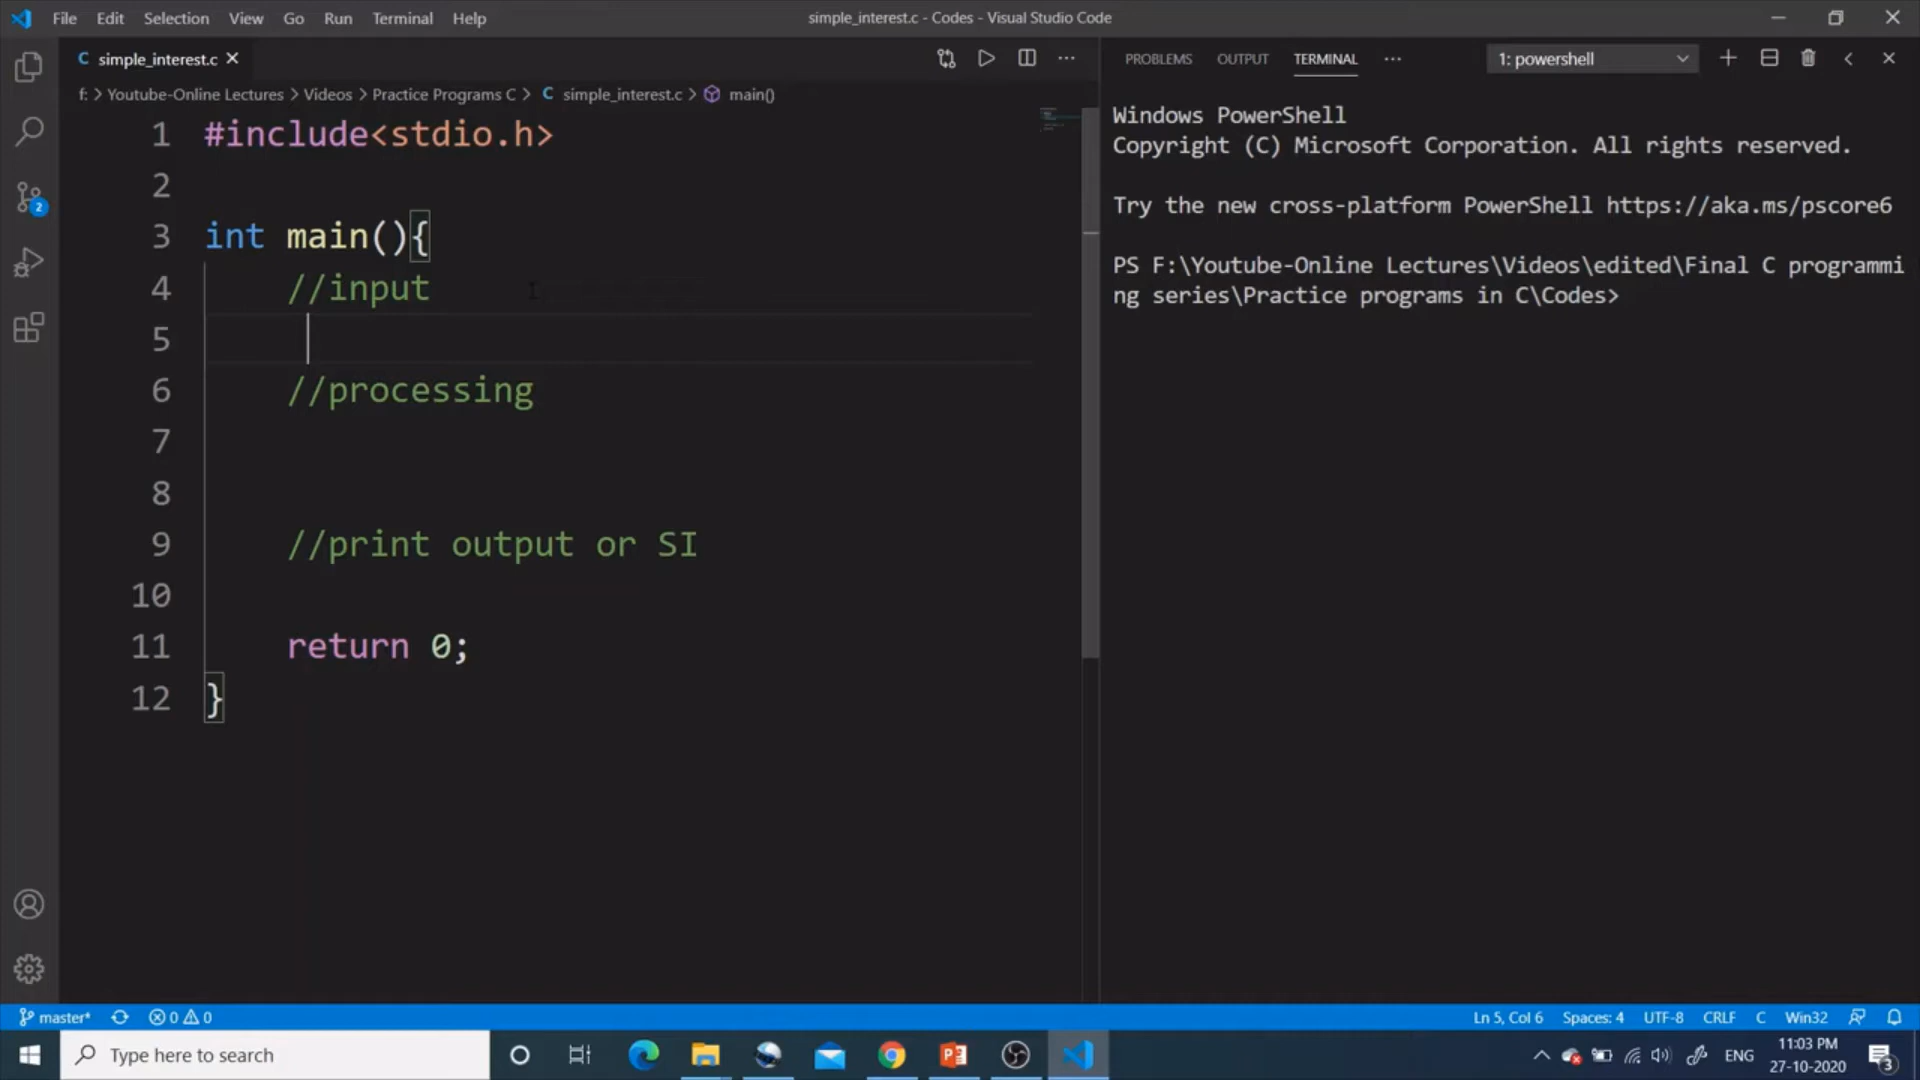 File Edit Selection View Go Run Terminal Help
simple_interest.c - Codes - Visual Studio Code
C simple_interest.c
f: > Youtube-Online Lectures > Videos > Practice Programs C > C simple_interest.c > main()
1 #include<stdio.h>
2
3 int main(){
4 //input
5
6 //processing
7
8
9 //print output or SI
10
11 return 0;
12 }
PROBLEMS OUTPUT TERMINAL ··· 1: powershell
Windows PowerShell
Copyright (C) Microsoft Corporation. All rights reserved.
Try the new cross-platform PowerShell https://aka.ms/pscore6
PS F:\Youtube-Online Lectures\Videos\edited\Final C programmi
ng series\Practice programs in C\Codes>
2
master* 0 0 Ln 5, Col 6 Spaces: 4 UTF-8 CRLF C Win32
Type here to search
ENG
11:03 PM
27-10-2020
3